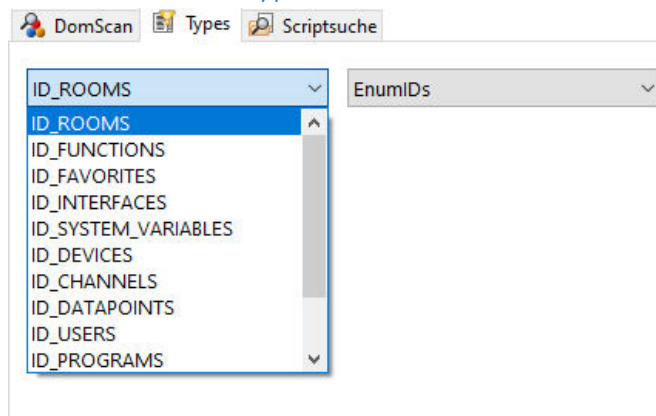 DomScan Types Scriptsuche
ID_ROOMS EnumIDs
ID_ROOMS
ID_FUNCTIONS
ID_FAVORITES
ID_INTERFACES
ID_SYSTEM_VARIABLES
ID_DEVICES
ID_CHANNELS
ID_DATAPOINTS
ID_USERS
ID_PROGRAMS